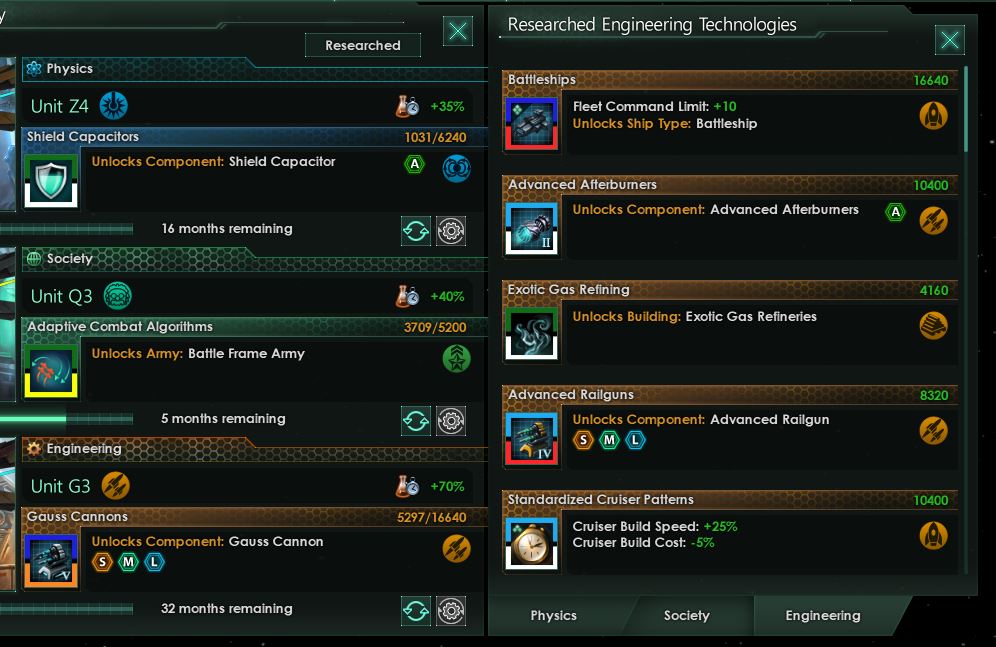 y
Researched
Physics
Unit Z4
+35%
Shield Capacitors 1031/6240
Unlocks Component: Shield Capacitor
A
16 months remaining
Society
Unit Q3
+40%
Adaptive Combat Algorithms 3709/5200
Unlocks Army: Battle Frame Army
5 months remaining
Engineering
Unit G3
+70%
Gauss Cannons 5297/16640
Unlocks Component: Gauss Cannon
S M L
V
32 months remaining
Researched Engineering Technologies
Battleships 16640
Fleet Command Limit: +10
Unlocks Ship Type: Battleship
Advanced Afterburners 10400
Unlocks Component: Advanced Afterburners
A
II
Exotic Gas Refining 4160
Unlocks Building: Exotic Gas Refineries
Advanced Railguns 8320
Unlocks Component: Advanced Railgun
S M L
IV
Standardized Cruiser Patterns 10400
Cruiser Build Speed: +25%
Cruiser Build Cost: -5%
Physics
Society
Engineering